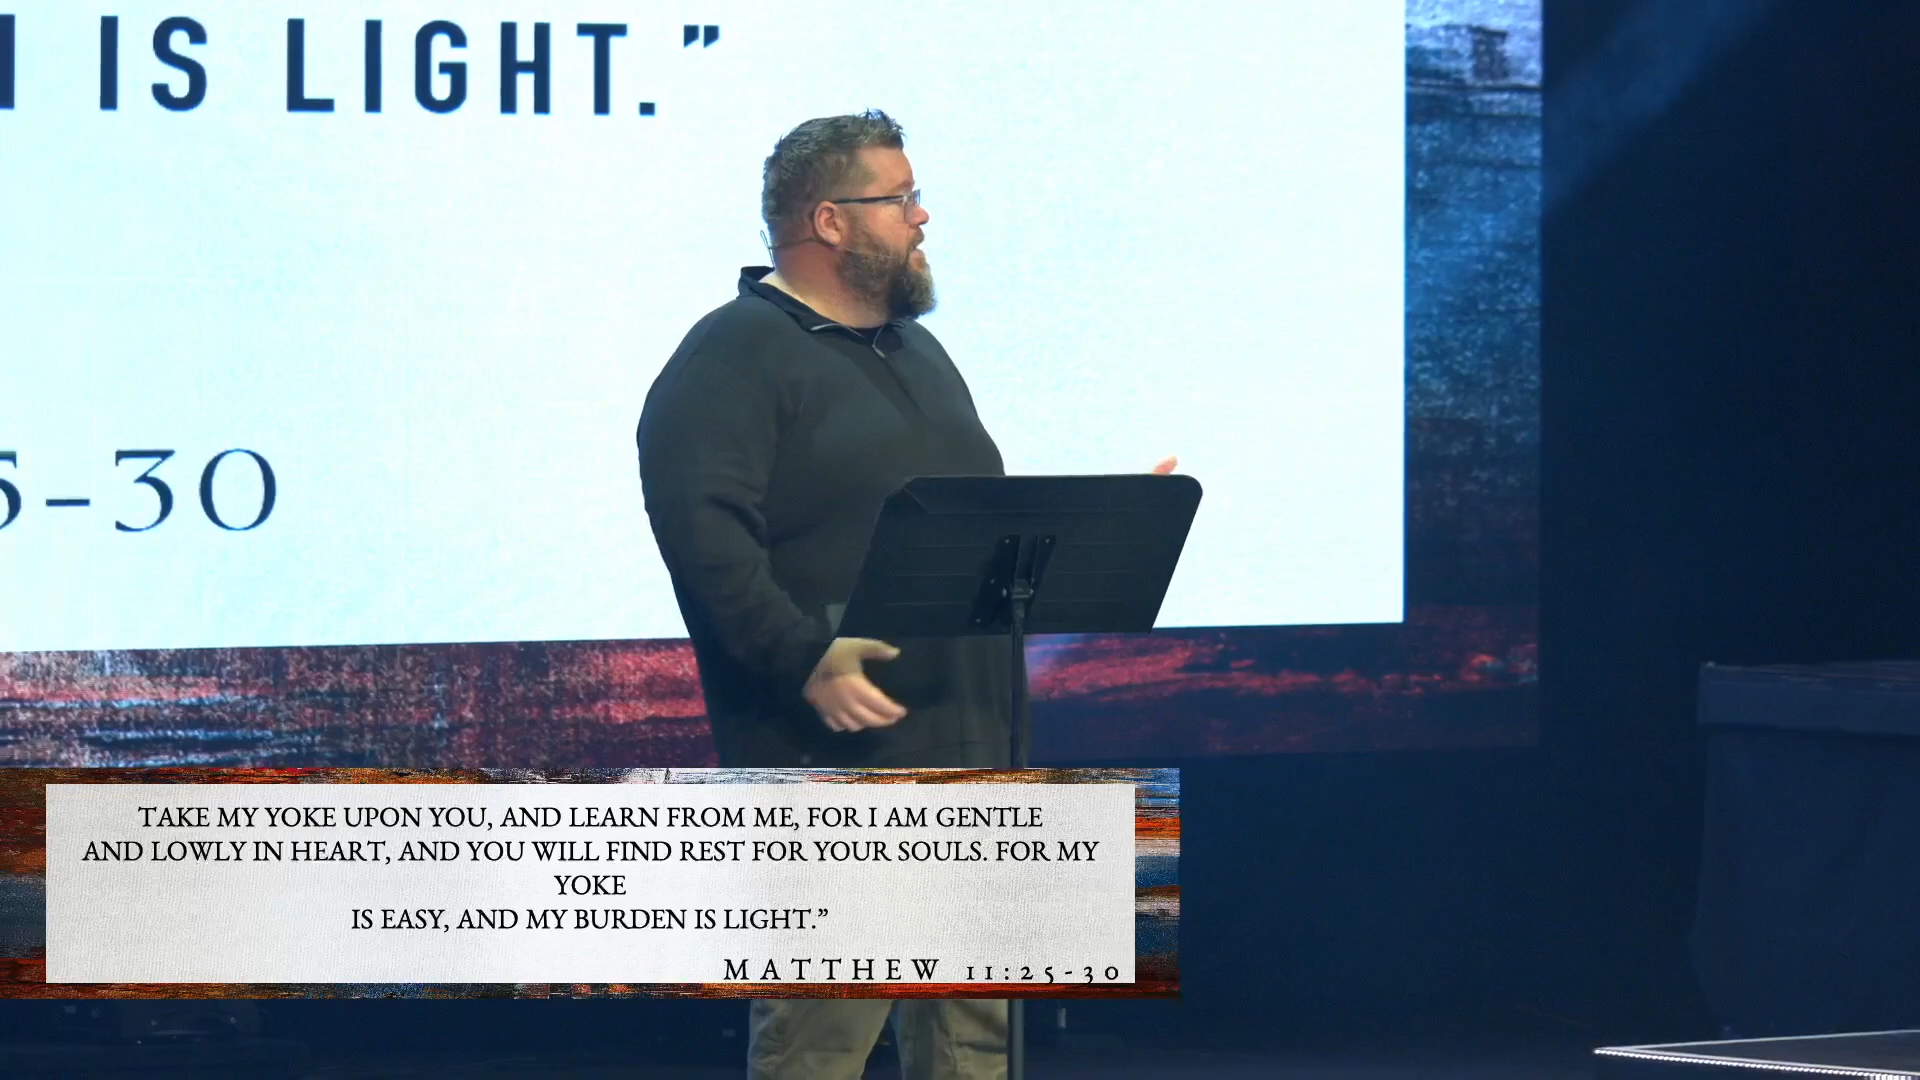 IS LIGHT.”
5-30
TAKE MY YOKE UPON YOU, AND LEARN FROM ME, FOR I AM GENTLE
AND LOWLY IN HEART, AND YOU WILL FIND REST FOR YOUR SOULS. FOR MY
YOKE
IS EASY, AND MY BURDEN IS LIGHT.”
MATTHEW 11:25-30